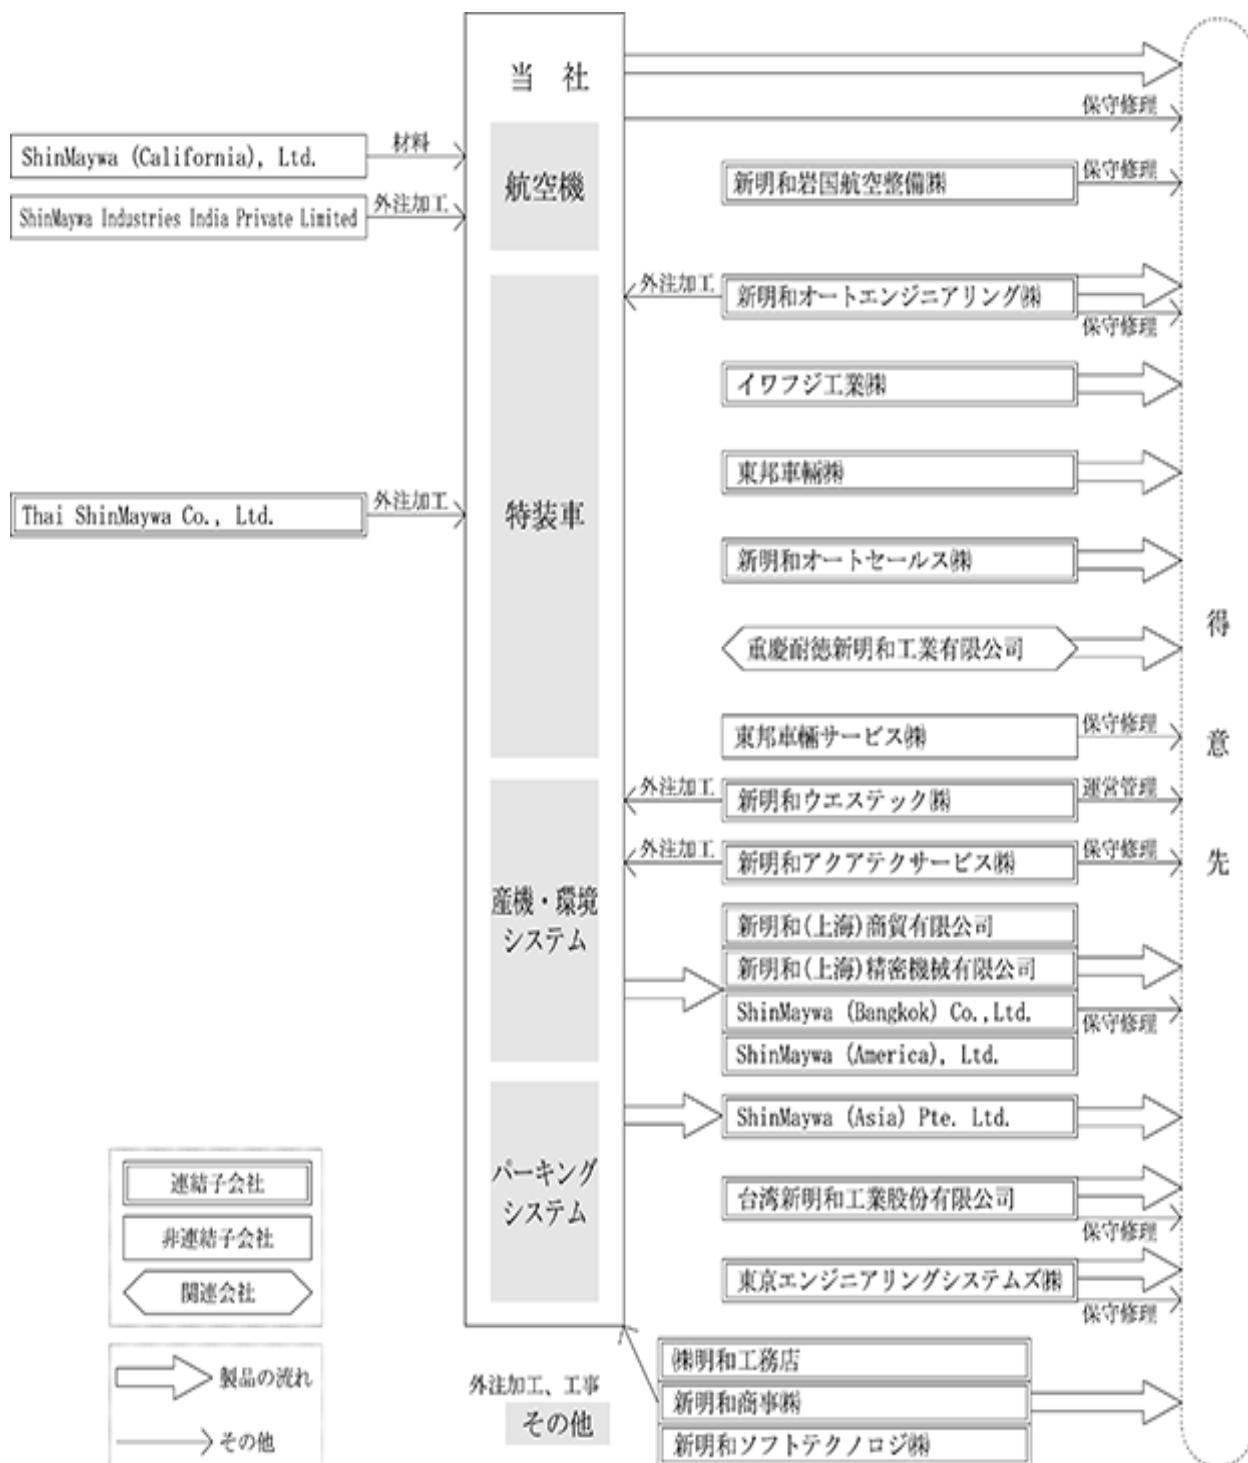 当 社
保守修理
ShinMaywa (California), Ltd.
材料
航空機
新明和岩国航空整備㈱
保守修理
ShinMaywa Industries India Private Limited
外注加工
外注加工
新明和オートエンジニアリング㈱
保守修理
イワフジ工業㈱
東邦車輛㈱
Thai ShinMaywa Co., Ltd.
外注加工
特装車
新明和オートセールス㈱
重慶耐徳新明和工業有限公司
東邦車輛サービス㈱
保守修理
外注加工
新明和ウエステック㈱
運営管理
外注加工
新明和アクアテクサービス㈱
保守修理
産機・環境
システム
新明和(上海)商貿有限公司
新明和(上海)精密機械有限公司
ShinMaywa (Bangkok) Co.,Ltd.
保守修理
ShinMaywa (America), Ltd.
ShinMaywa (Asia) Pte. Ltd.
パーキング
システム
台湾新明和工業股份有限公司
保守修理
東京エンジニアリングシステムズ㈱
保守修理
得
意
先
外注加工、工事
その他
㈱明和工務店
新明和商事㈱
新明和ソフトテクノロジ㈱
連結子会社
非連結子会社
関連会社
製品の流れ
その他